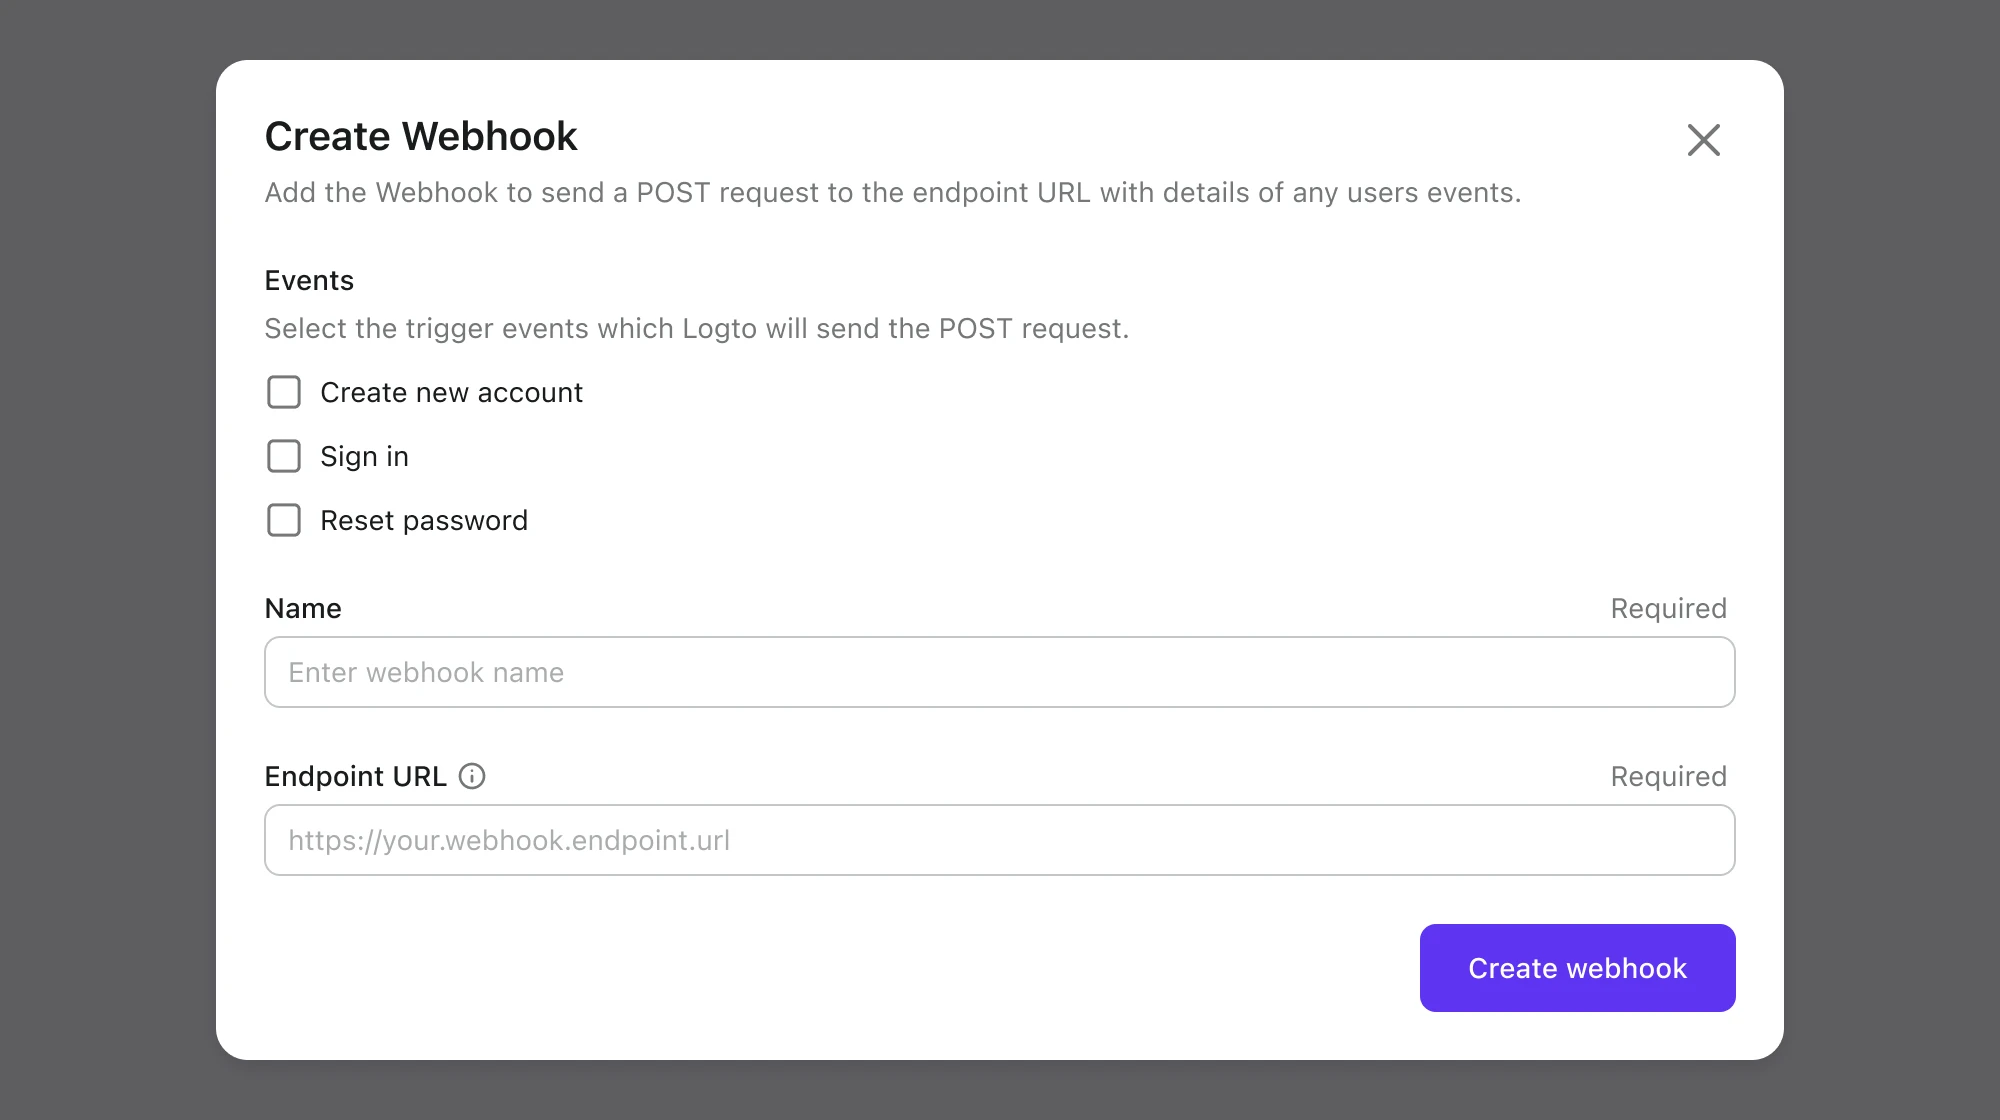 Create Webhook
Add the Webhook to send a POST request to the endpoint URL with details of any users events.
Events
Select the trigger events which Logto will send the POST request.
Create new account
Sign in
Reset password
Name Required
Enter webhook name
Endpoint URL Required
https://your.webhook.endpoint.url
Create webhook